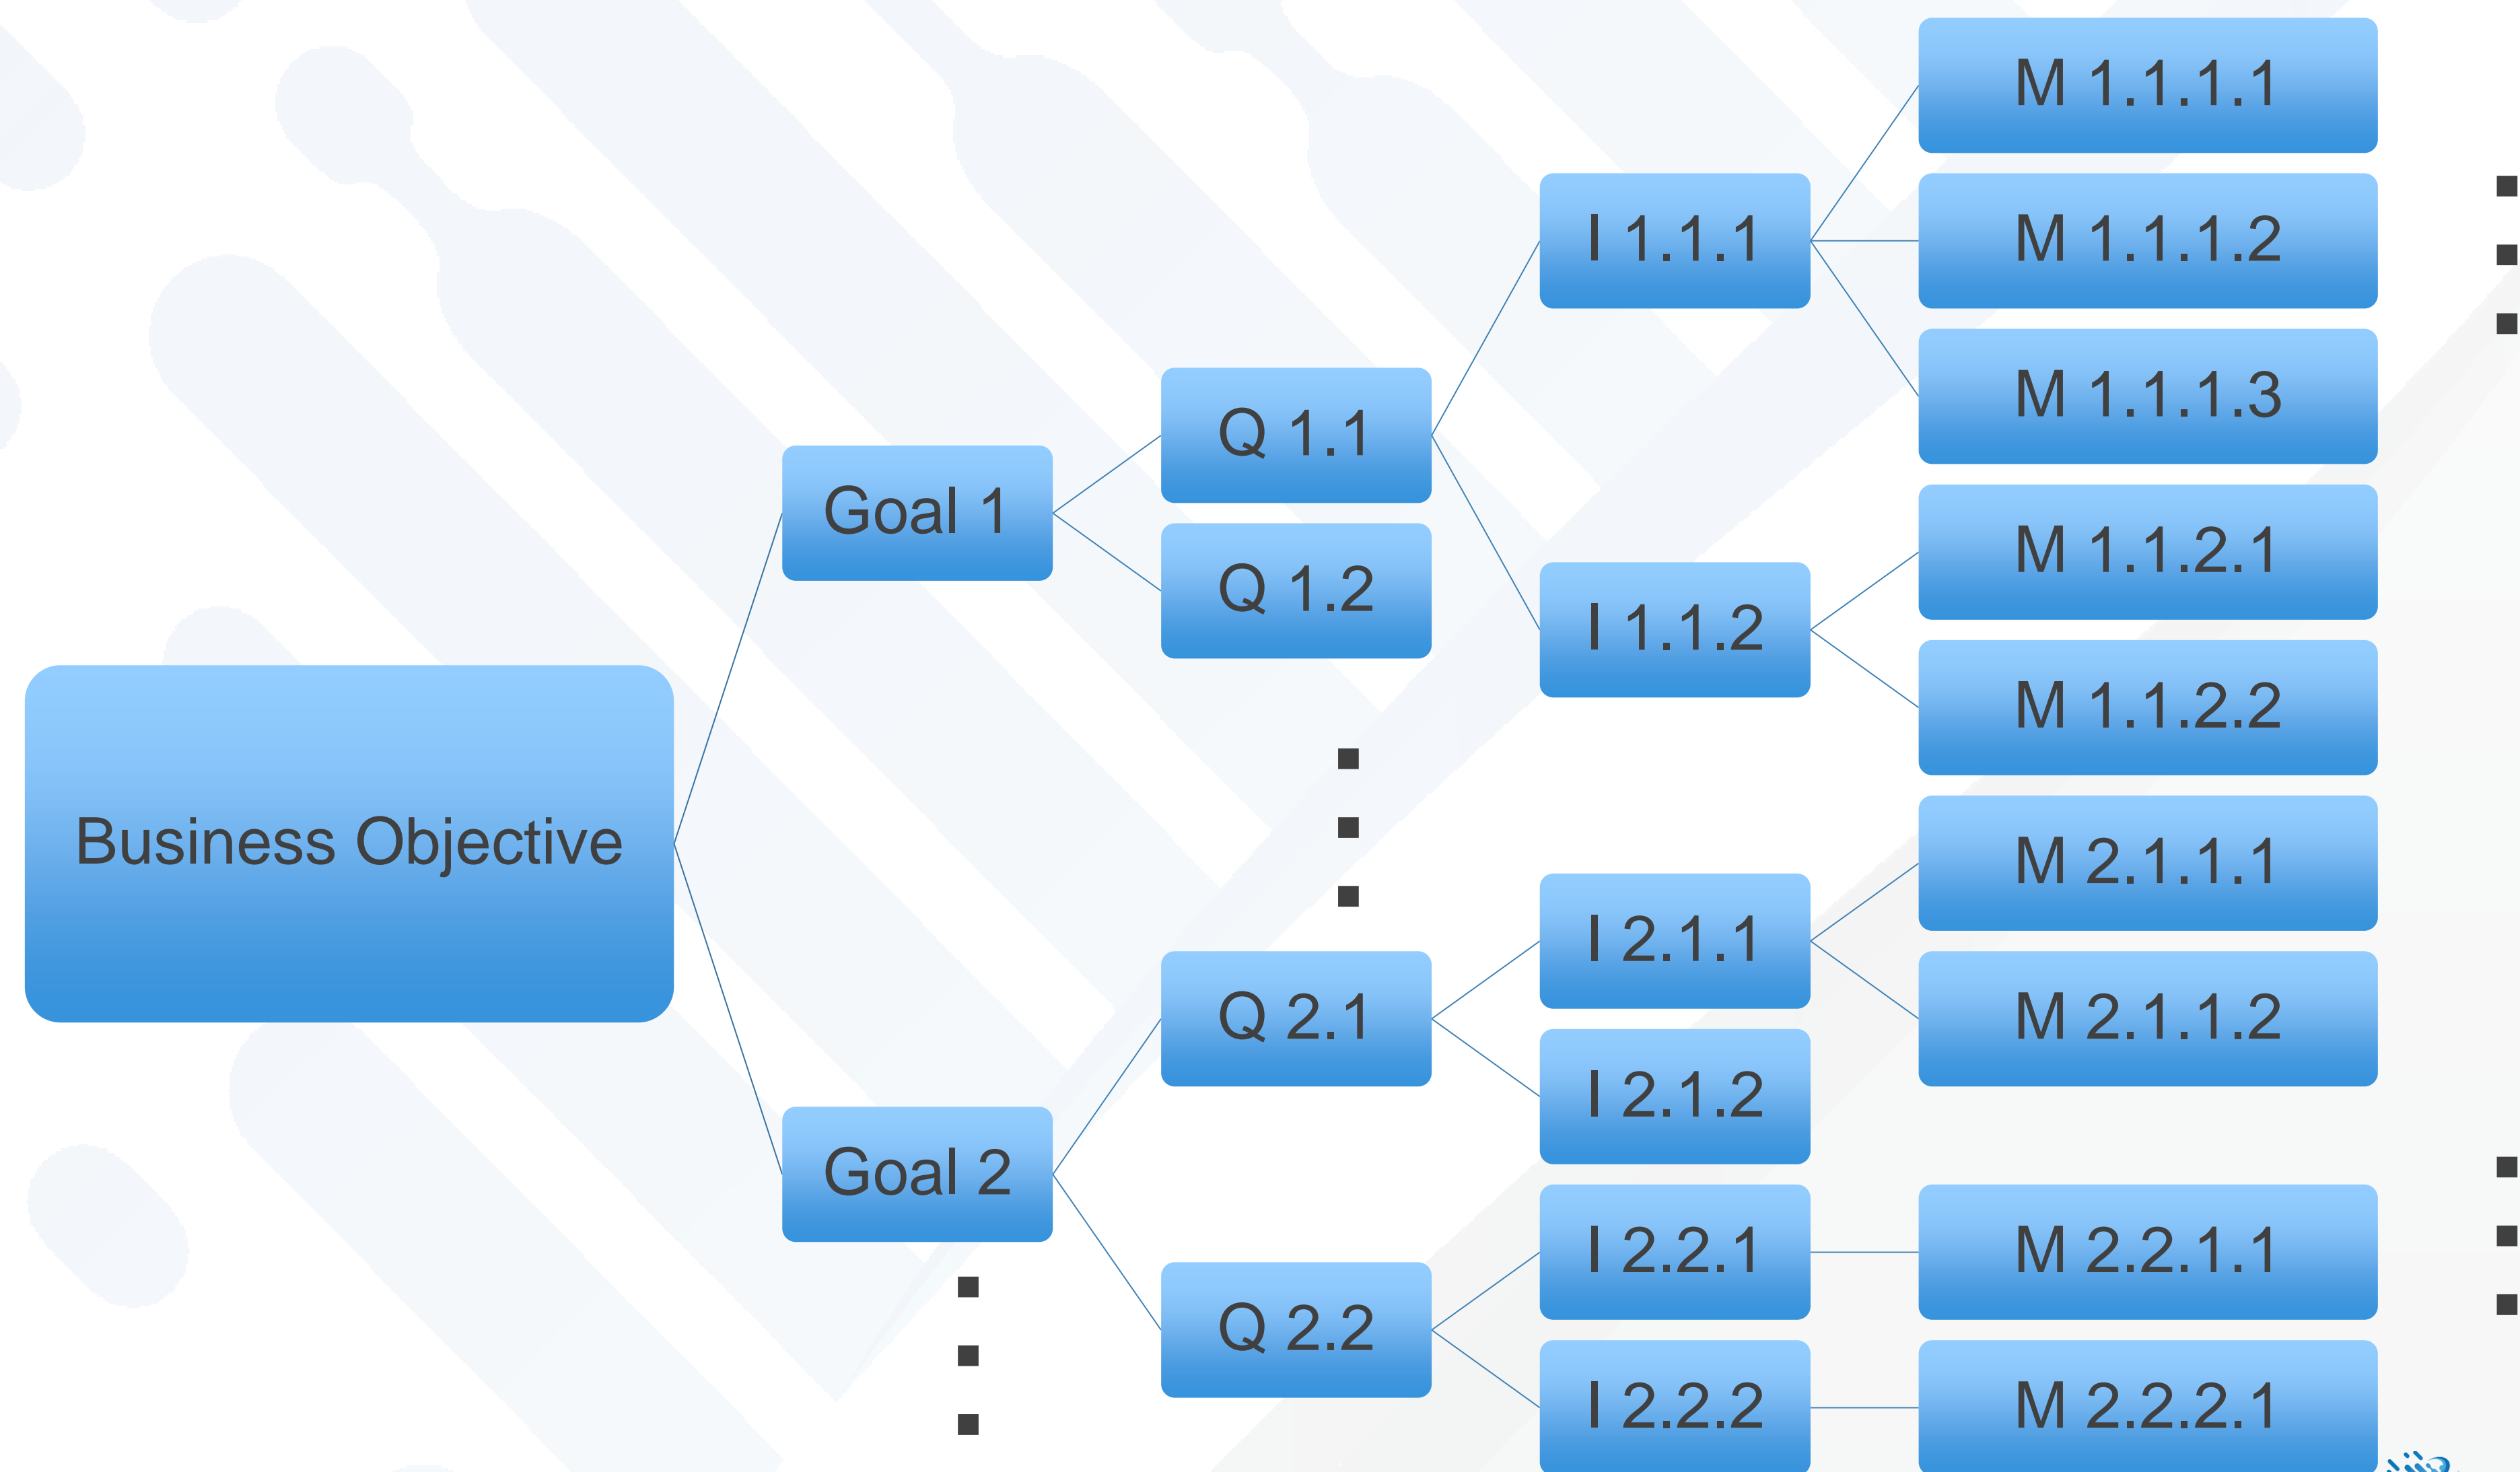 Business Objective
Goal 1
Q 1.1
I 1.1.1
M 1.1.1.1
M 1.1.1.2
M 1.1.1.3
I 1.1.2
M 1.1.2.1
M 1.1.2.2
Q 1.2
Goal 2
Q 2.1
I 2.1.1
M 2.1.1.1
M 2.1.1.2
I 2.1.2
Q 2.2
I 2.2.1
M 2.2.1.1
I 2.2.2
M 2.2.2.1